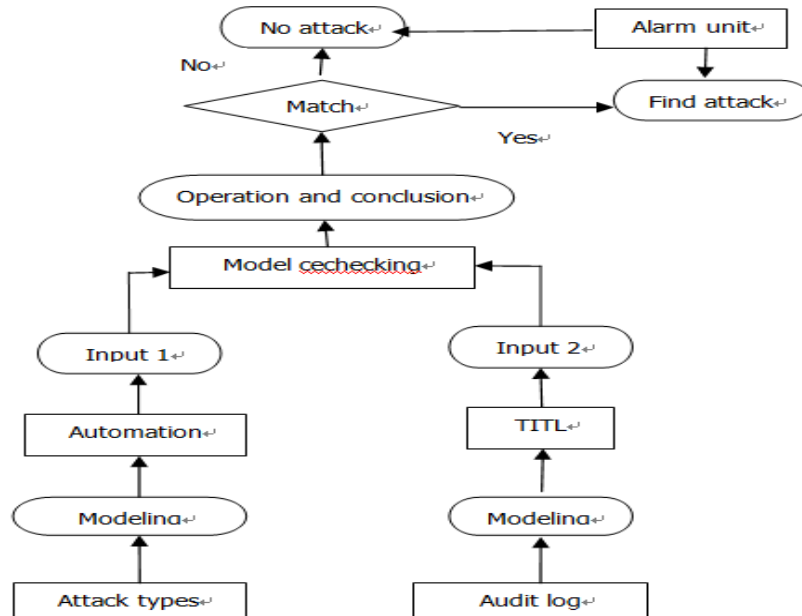 No attack↵
Alarm unit↵
No↵
Match↵
Find attack↵
Yes↵
Operation and conclusion↵
Model cechecking↵
Input 1↵
Input 2↵
Automation↵
TITL↵
Modeling↵
Modeling↵
Attack types↵
Audit log↵